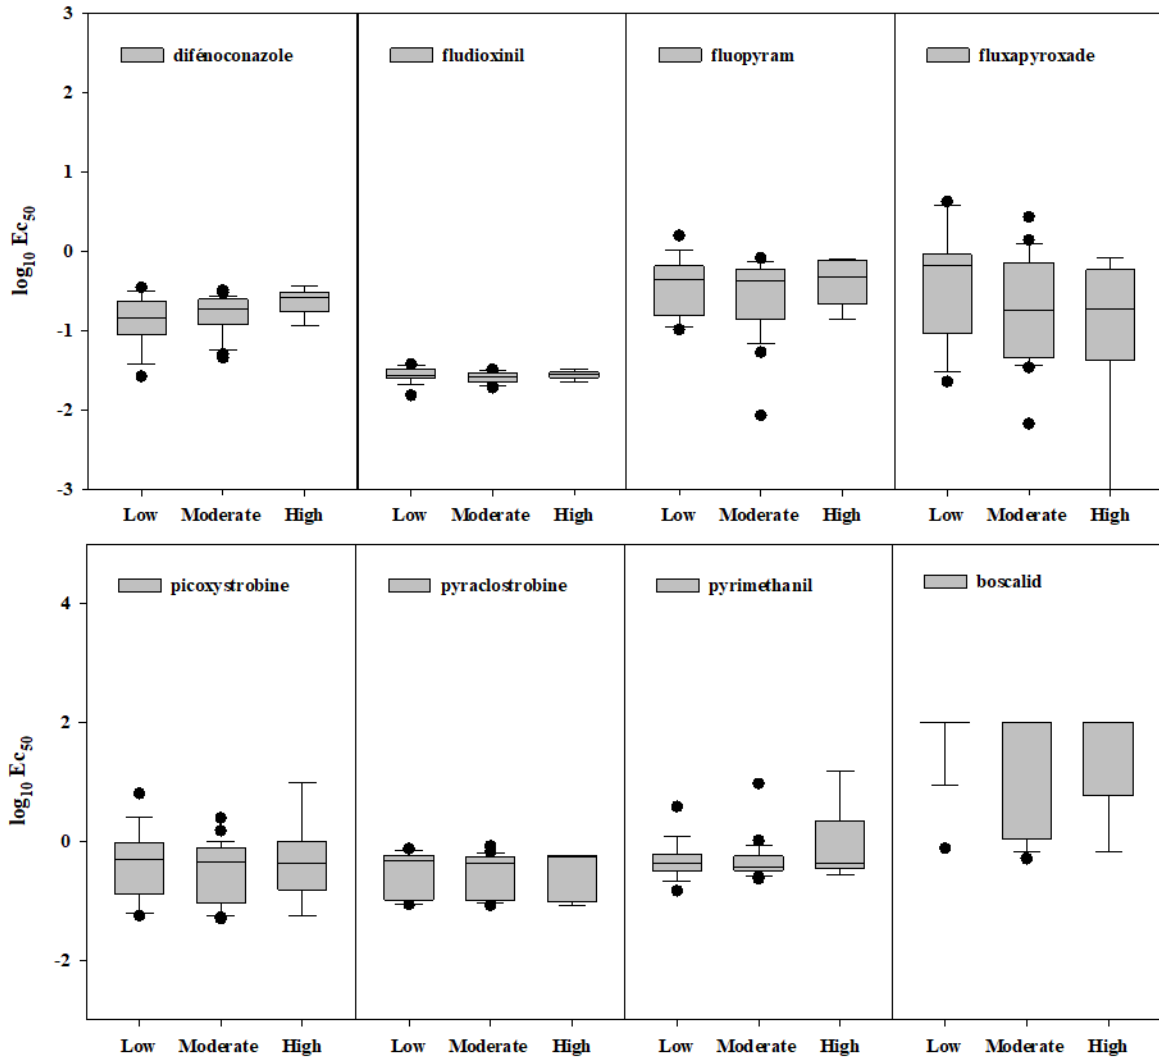 3
difénoconazole
fludioxinil
fluopyram
fluxapyroxade
2
1
0
-1
-2
-3
log10 Ec50
Low Moderate High
Low Moderate High
Low Moderate High
Low Moderate High
picoxystrobine
pyraclostrobine
pyrimethanil
boscalid
4
2
0
-2
log10 Ec50
Low Moderate High
Low Moderate High
Low Moderate High
Low Moderate High